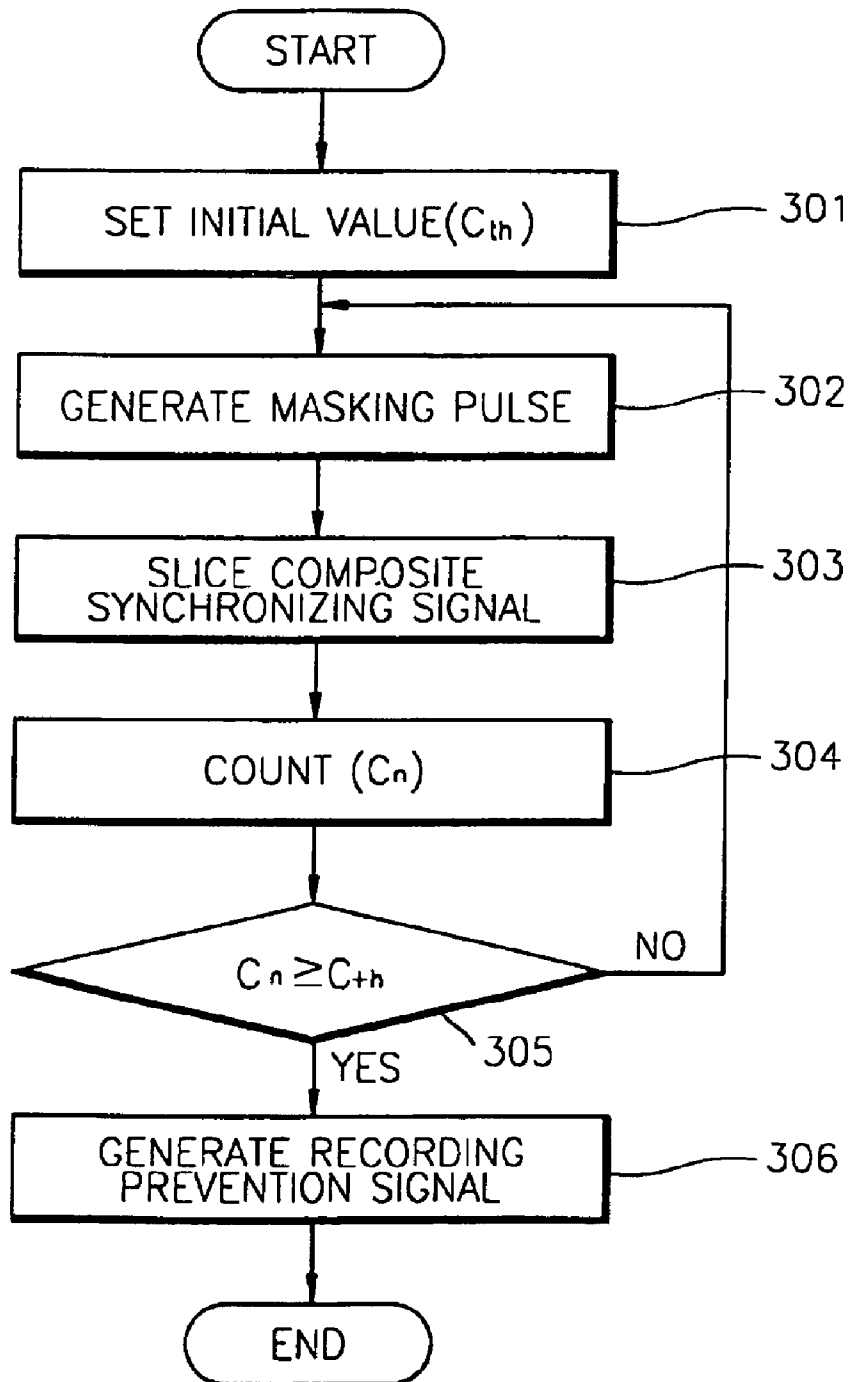 START
SET INITIAL VALUE(Cth)
301
GENERATE MASKING PULSE
302
SLICE COMPOSITE
SYNCHRONIZING SIGNAL
303
COUNT (Cn)
304
Cn ≥ C+h
NO
305
YES
GENERATE RECORDING
PREVENTION SIGNAL
306
END